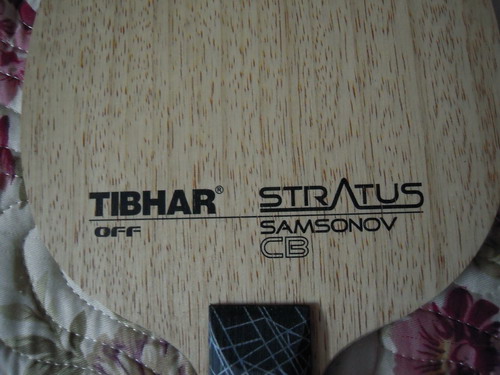 TIBHAR®
OFF
STRATUS
SAMSONOV
CB